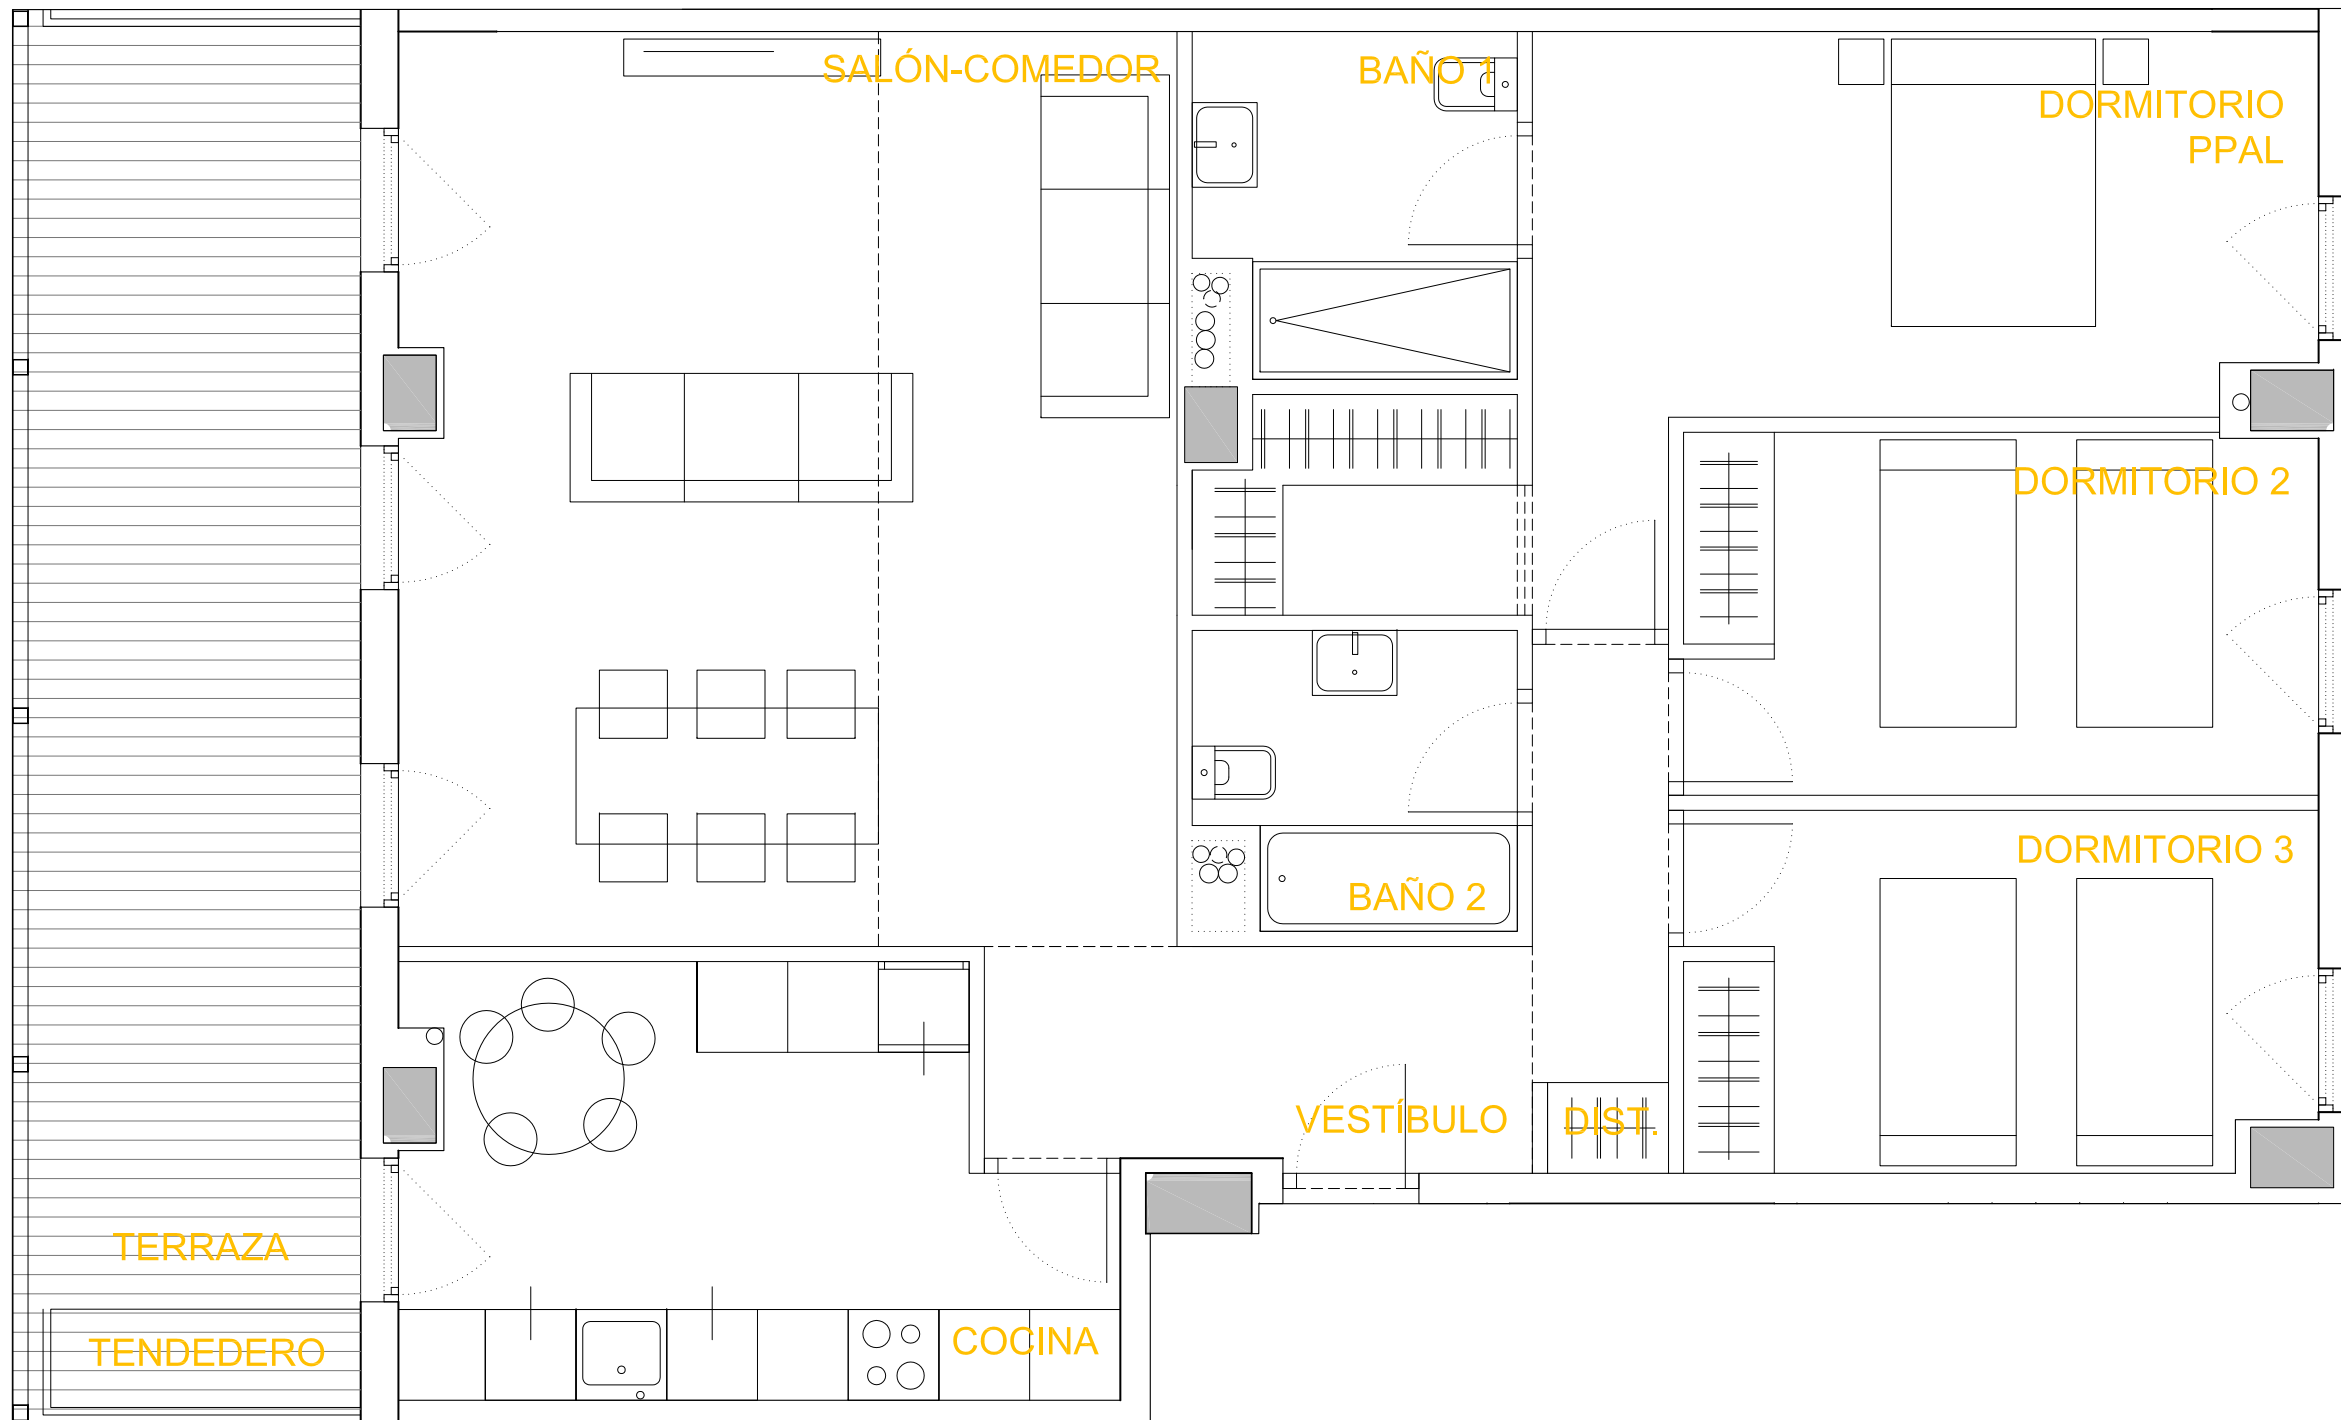 SALÓN-COMEDOR
BAÑO 1
DORMITORIO
PPAL
DORMITORIO 2
DORMITORIO 3
BAÑO 2
VESTÍBULO
DIST.
TERRAZA
TENDEDERO
COCINA